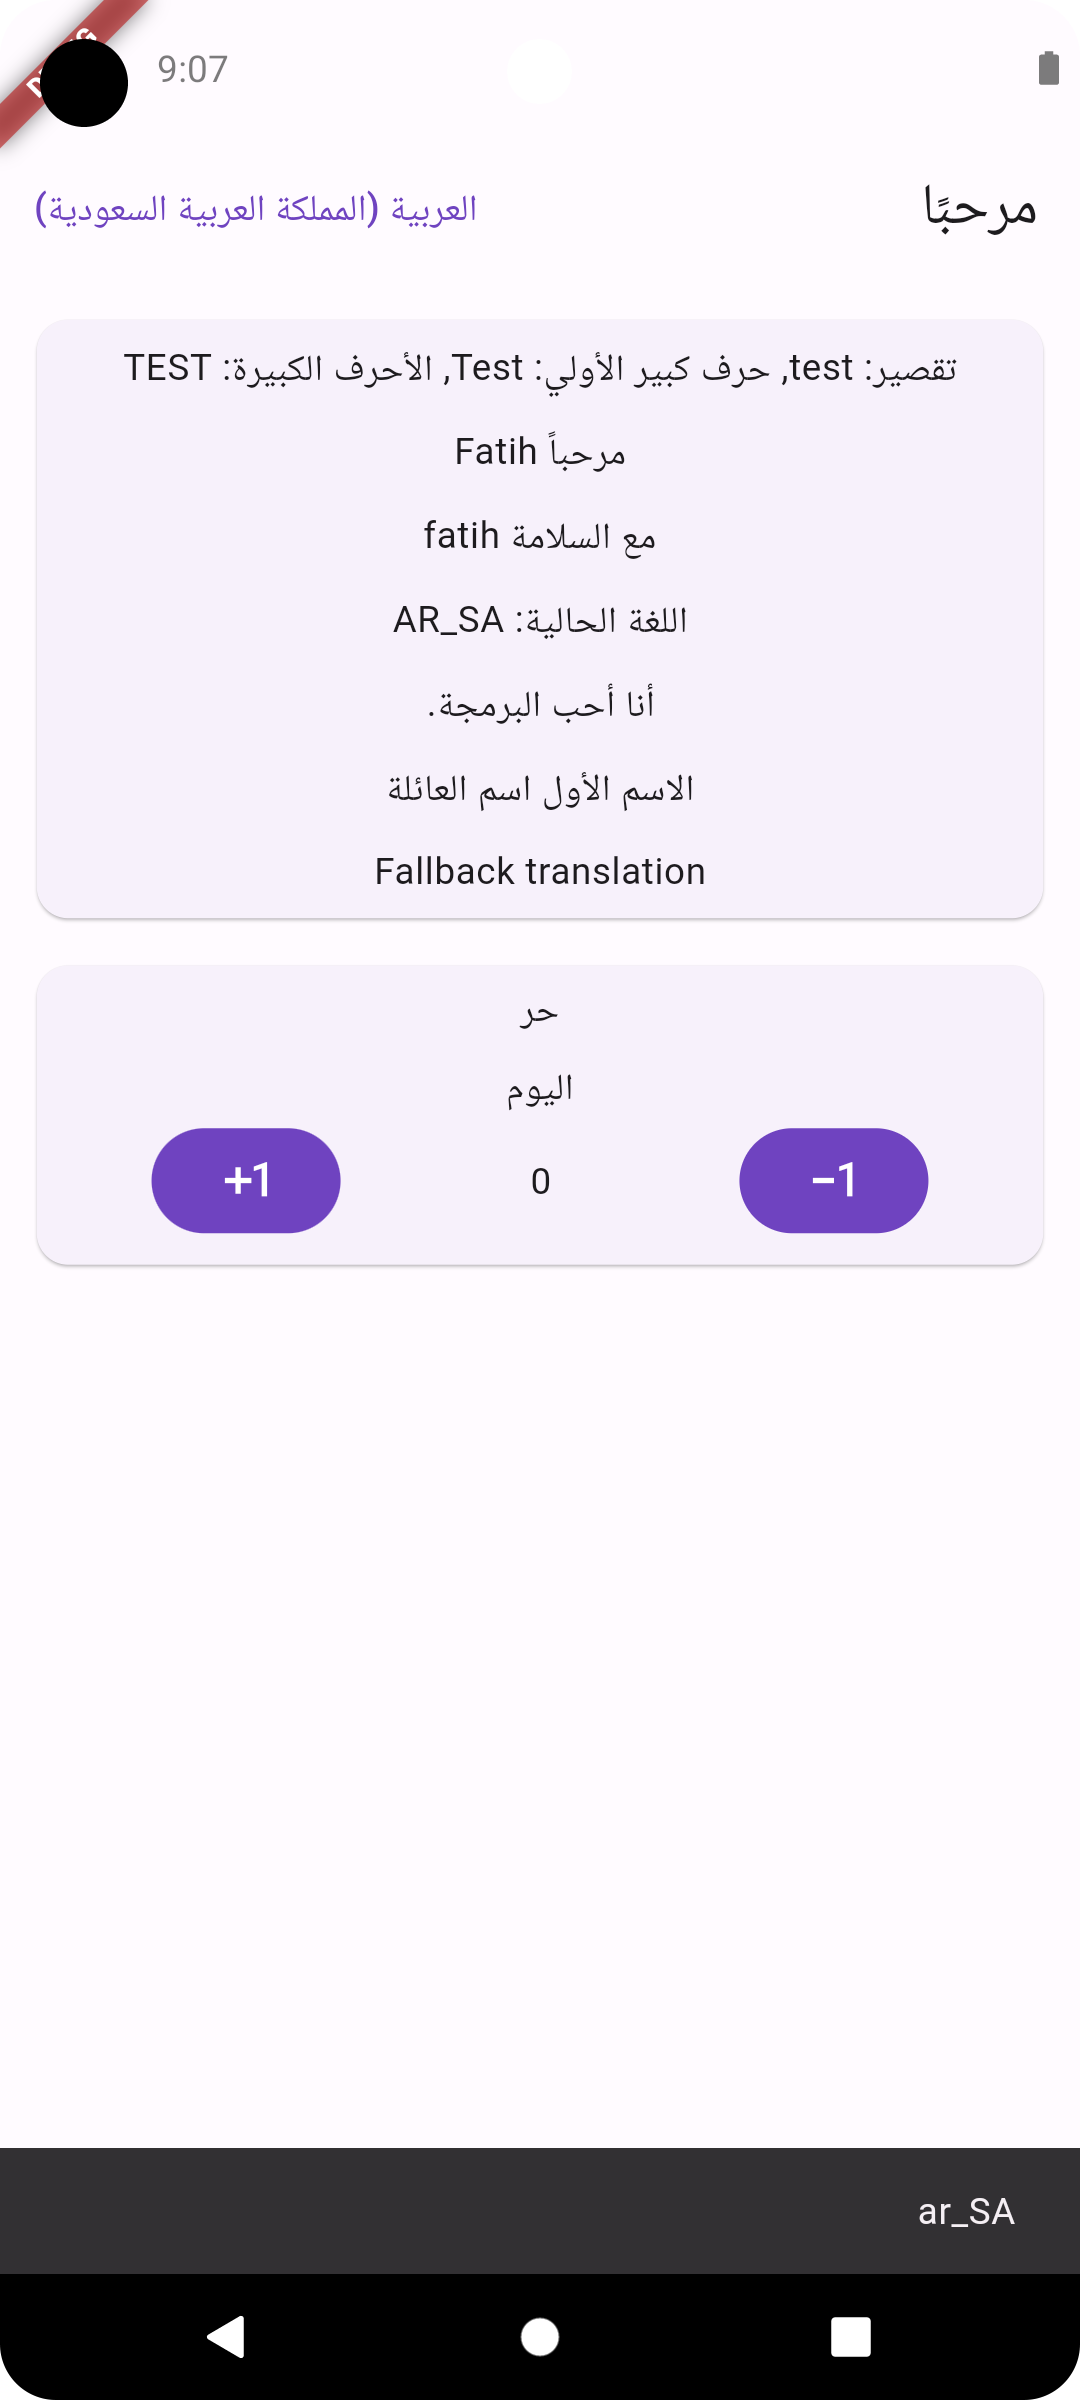 9:07
مرحبًا
العربية (المملكة العربية السعودية)
تقصير: test, حرف كبير الأولي: Test, الأحرف الكبيرة: TEST
مرحباً Fatih
مع السلامة fatih
اللغة الحالية: AR_SA
أنا أحب البرمجة.
الاسم الأول اسم العائلة
Fallback translation
حر
اليوم
−1
0
+1
ar_SA